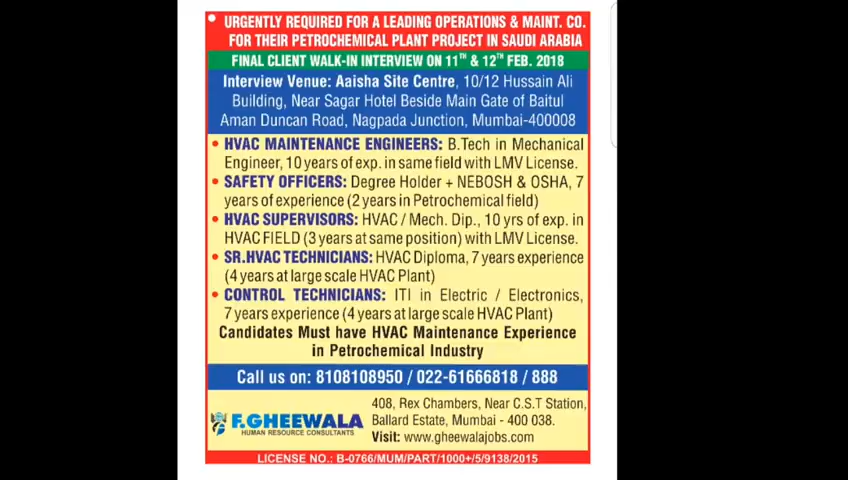 • URGENTLY REQUIRED FOR A LEADING OPERATIONS & MAINT. CO.
FOR THEIR PETROCHEMICAL PLANT PROJECT IN SAUDI ARABIA
FINAL CLIENT WALK-IN INTERVIEW ON 11TH & 12TH FEB. 2018
Interview Venue: Aaisha Site Centre, 10/12 Hussain Ali
Building, Near Sagar Hotel Beside Main Gate of Baitul
Aman Duncan Road, Nagpada Junction, Mumbai-400008
• HVAC MAINTENANCE ENGINEERS: B.Tech in Mechanical
Engineer, 10 years of exp. in same field with LMV License.
• SAFETY OFFICERS: Degree Holder + NEBOSH & OSHA, 7
years of experience (2 years in Petrochemical field)
• HVAC SUPERVISORS: HVAC / Mech. Dip., 10 yrs of exp. in
HVAC FIELD (3 years at same position) with LMV License.
• SR.HVAC TECHNICIANS: HVAC Diploma, 7 years experience
(4 years at large scale HVAC Plant)
• CONTROL TECHNICIANS: ITI in Electric / Electronics,
7 years experience (4 years at large scale HVAC Plant)
Candidates Must have HVAC Maintenance Experience
in Petrochemical Industry
Call us on: 8108108950 / 022-61666818 / 888
F.GHEEWALA
HUMAN RESOURCE CONSULTANTS
408, Rex Chambers, Near C.S.T Station,
Ballard Estate, Mumbai - 400 038.
Visit: www.gheewalajobs.com
LICENSE NO.: B-0766/MUM/PART/1000+/5/9138/2015